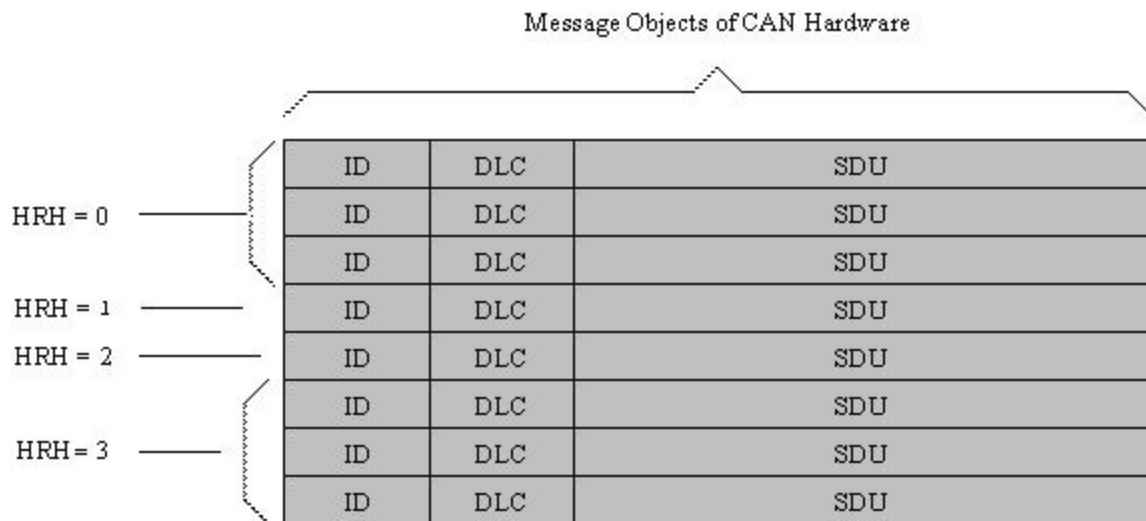 Message Objects of CAN Hardware
ID DLC SDU
HRH = 0 ID DLC SDU
ID DLC SDU
HRH = 1 ID DLC SDU
HRH = 2 ID DLC SDU
ID DLC SDU
HRH = 3 ID DLC SDU
ID DLC SDU